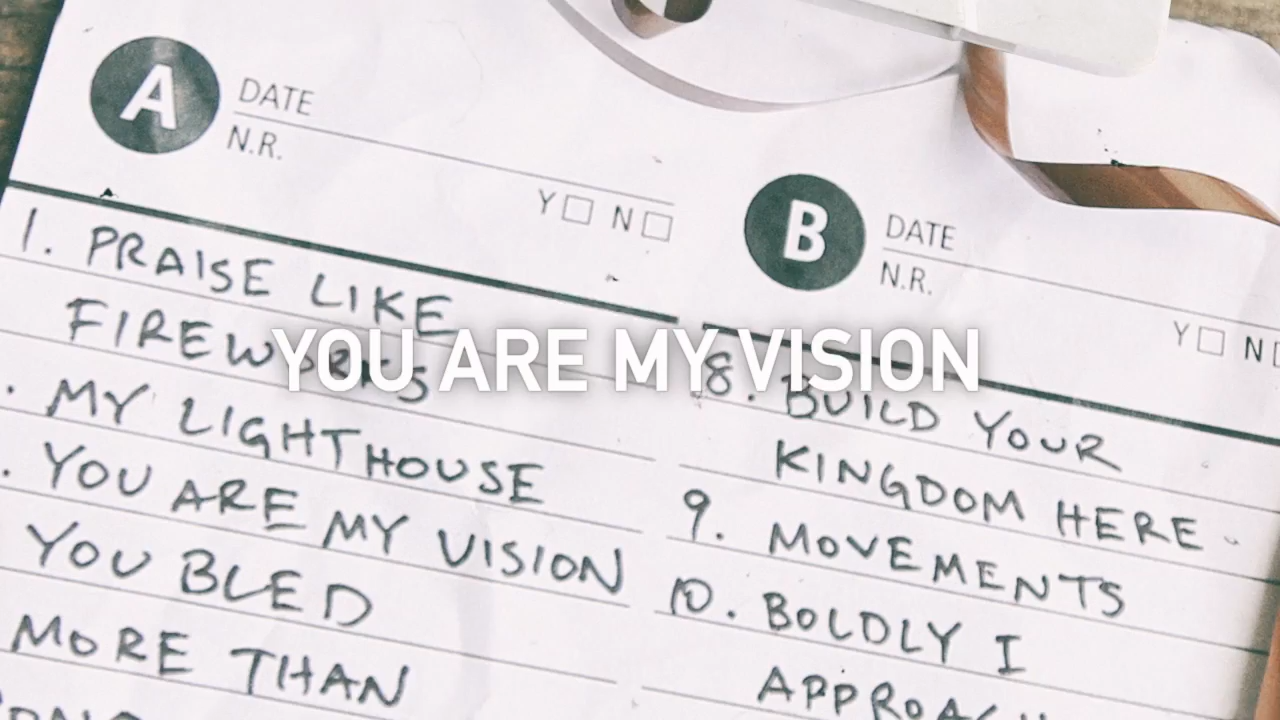 A
DATE
N.R.
Y N
1. PRAISE LIKE
FIREWORKS
. MY LIGHTHOUSE
. YOU ARE MY VISION
YOU BLED
MORE THAN
B
DATE
N.R.
Y N
8. BUILD YOUR
KINGDOM HERE
9. MOVEMENTS
10. BOLDLY I
YOU ARE MY VISION